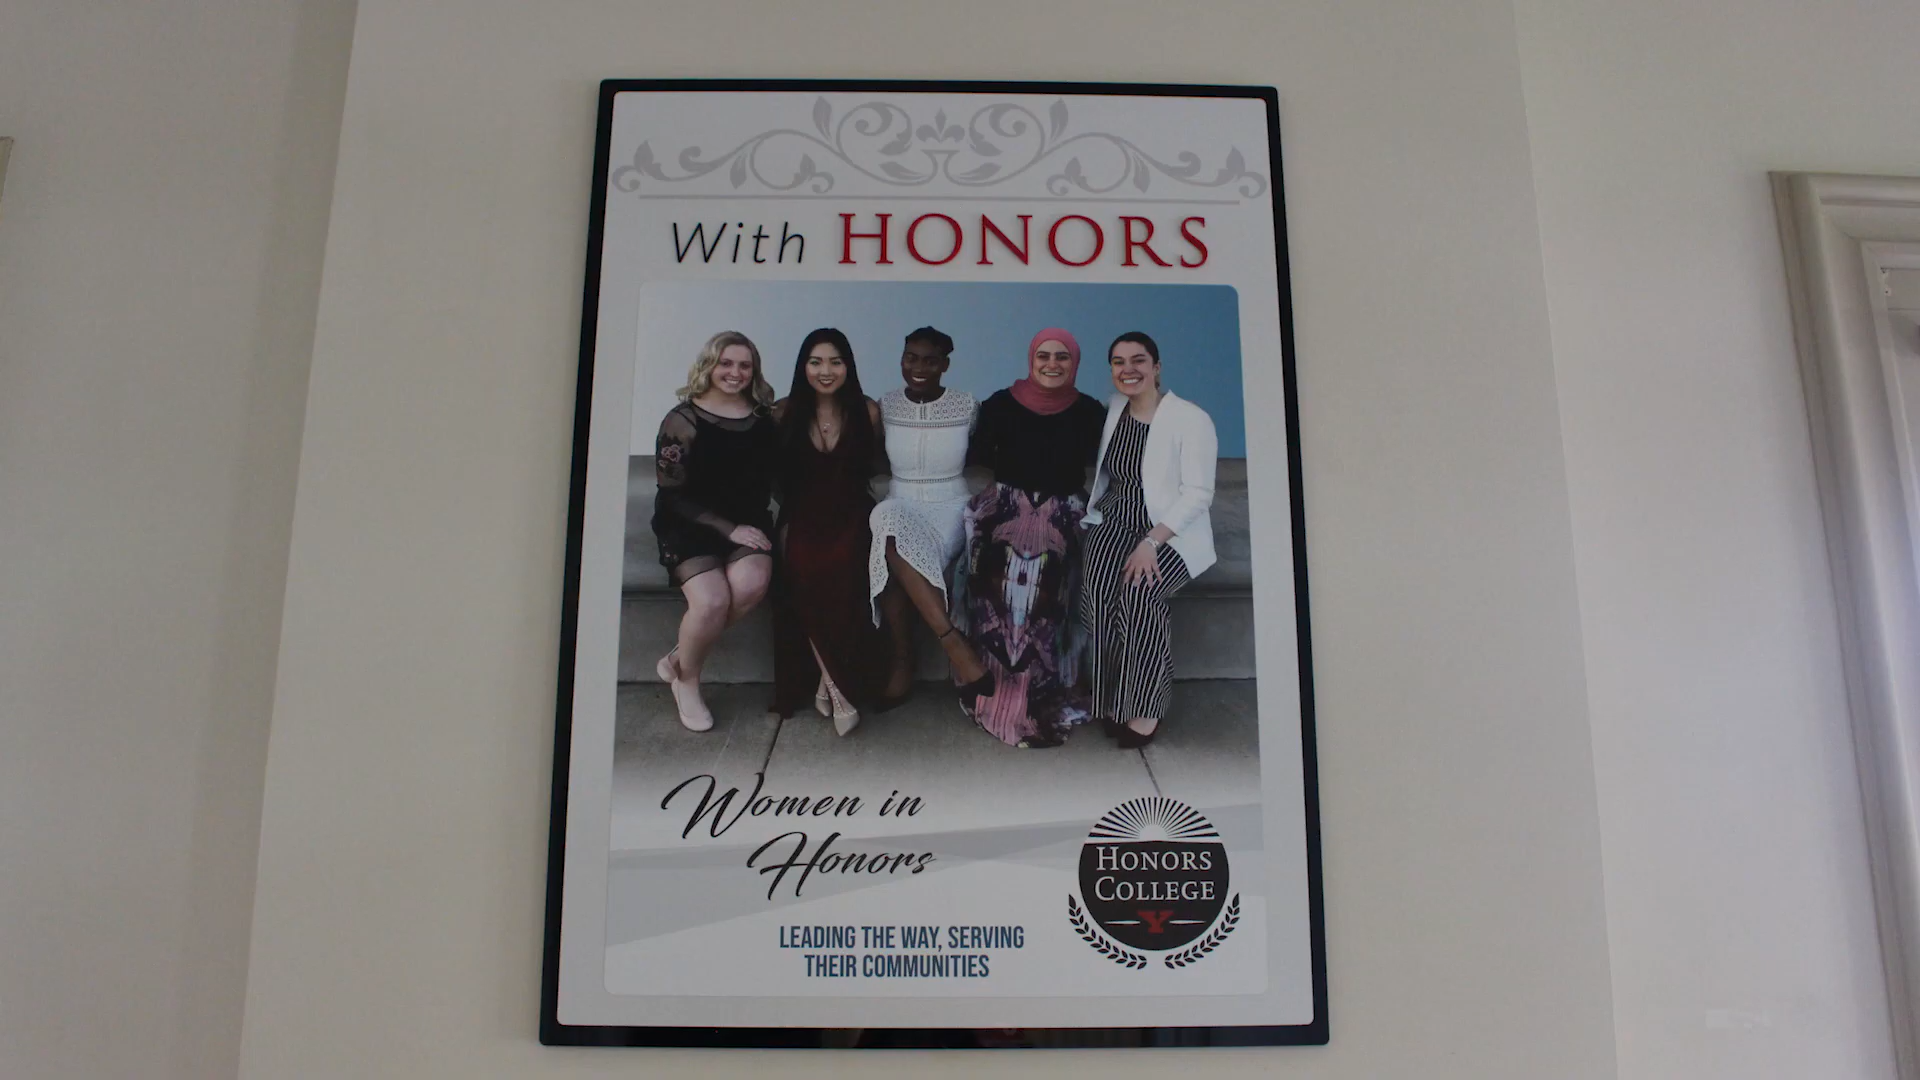 With HONORS
Women in
Honors
LEADING THE WAY, SERVING
THEIR COMMUNITIES
HONORS
COLLEGE
Y